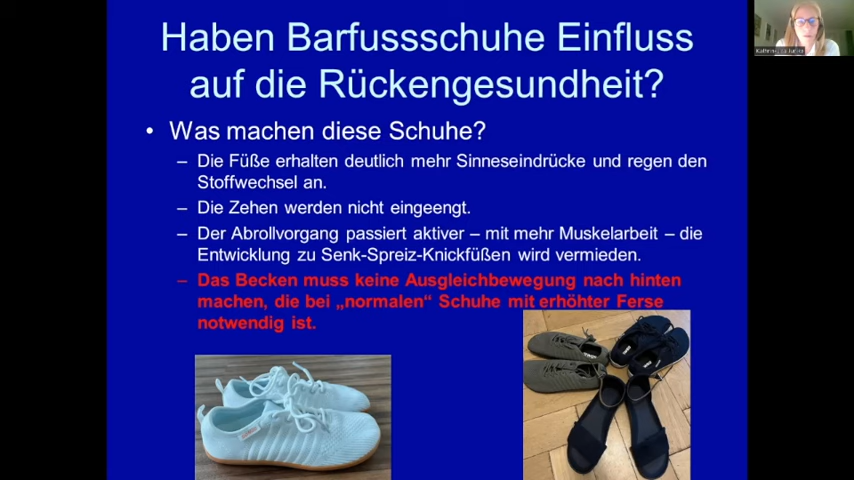 Haben Barfussschuhe Einfluss
auf die Rückengesundheit?
• Was machen diese Schuhe?
– Die Füße erhalten deutlich mehr Sinneseindrücke und regen den
Stoffwechsel an.
– Die Zehen werden nicht eingeengt.
– Der Abrollvorgang passiert aktiver – mit mehr Muskelarbeit – die
Entwicklung zu Senk-Spreiz-Knickfüßen wird vermieden.
– Das Becken muss keine Ausgleichbewegung nach hinten
machen, die bei „normalen“ Schuhe mit erhöhter Ferse
notwendig ist.